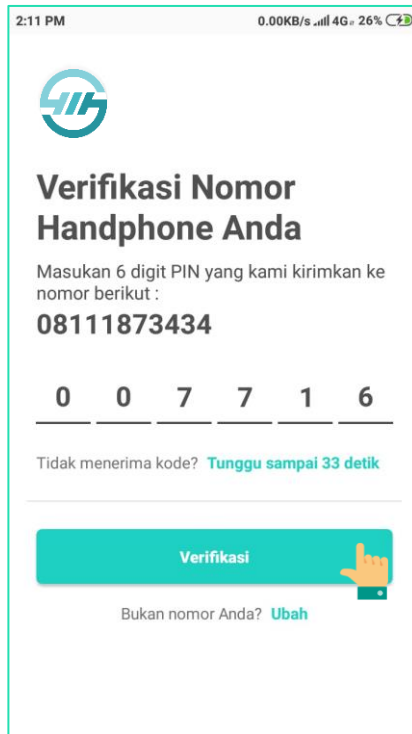 2:11 PM 0.00KB/s 4G 26%
Verifikasi Nomor
Handphone Anda
Masukan 6 digit PIN yang kami kirimkan ke
nomor berikut :
08111873434
0 0 7 7 1 6
Tidak menerima kode? Tunggu sampai 33 detik
Verifikasi
Bukan nomor Anda? Ubah